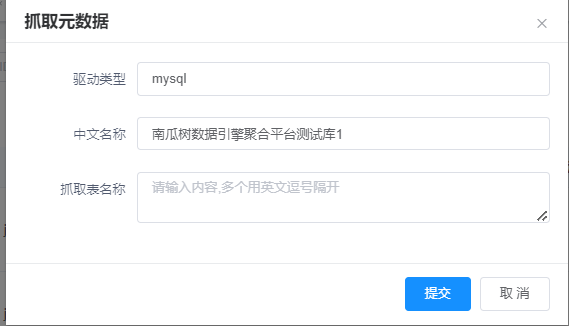 抓取元数据
驱动类型
mysql
中文名称
南瓜树数据引擎聚合平台测试库1
抓取表名称
请输入内容,多个用英文逗号隔开
提交
取 消